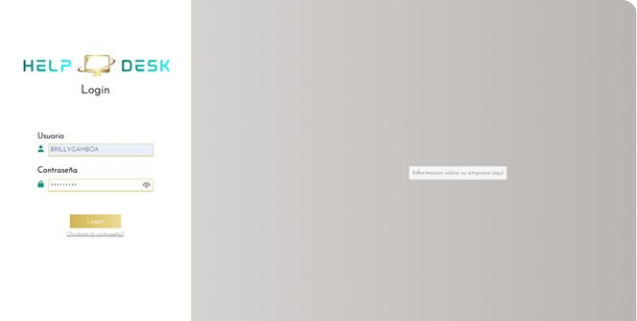 HELP DESK
Login
Usuario
BRILLYGAMBOA
Contraseña
*********
Login
Olvidaste la contraseña?
Informacion sobre su empresa aqui